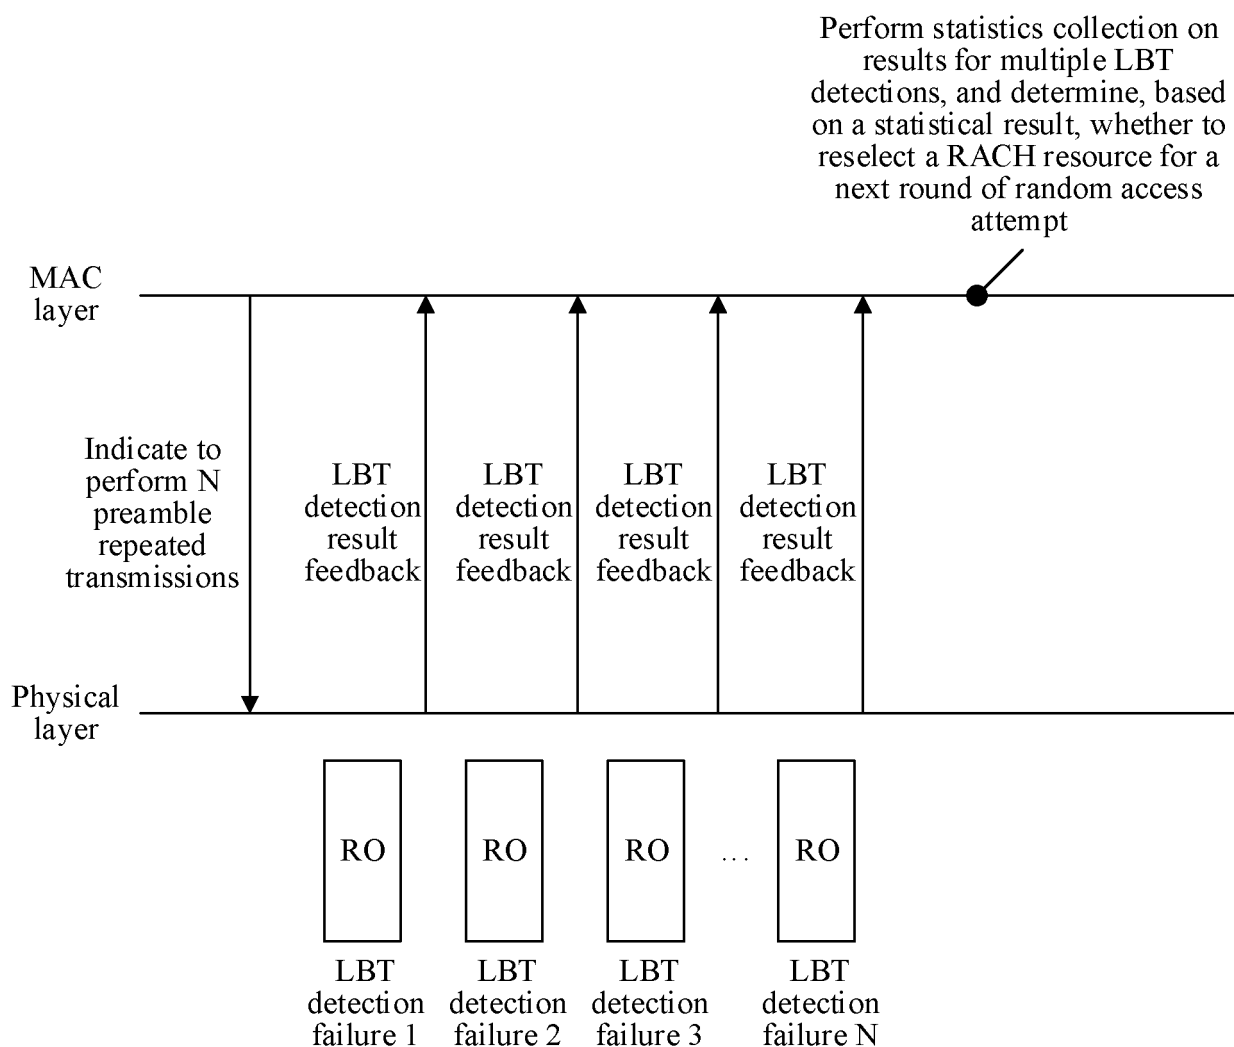 Perform statistics collection on
results for multiple LBT
detections, and determine, based
on a statistical result, whether to
reselect a RACH resource for a
next round of random access
attempt
MAC
layer
Indicate to
perform N
preamble
repeated
transmissions
LBT
detection
result
feedback
LBT
detection
result
feedback
LBT
detection
result
feedback
LBT
detection
result
feedback
Physical
layer
RO
RO
RO
...
RO
LBT
detection
failure 1
LBT
detection
failure 2
LBT
detection
failure 3
LBT
detection
failure N